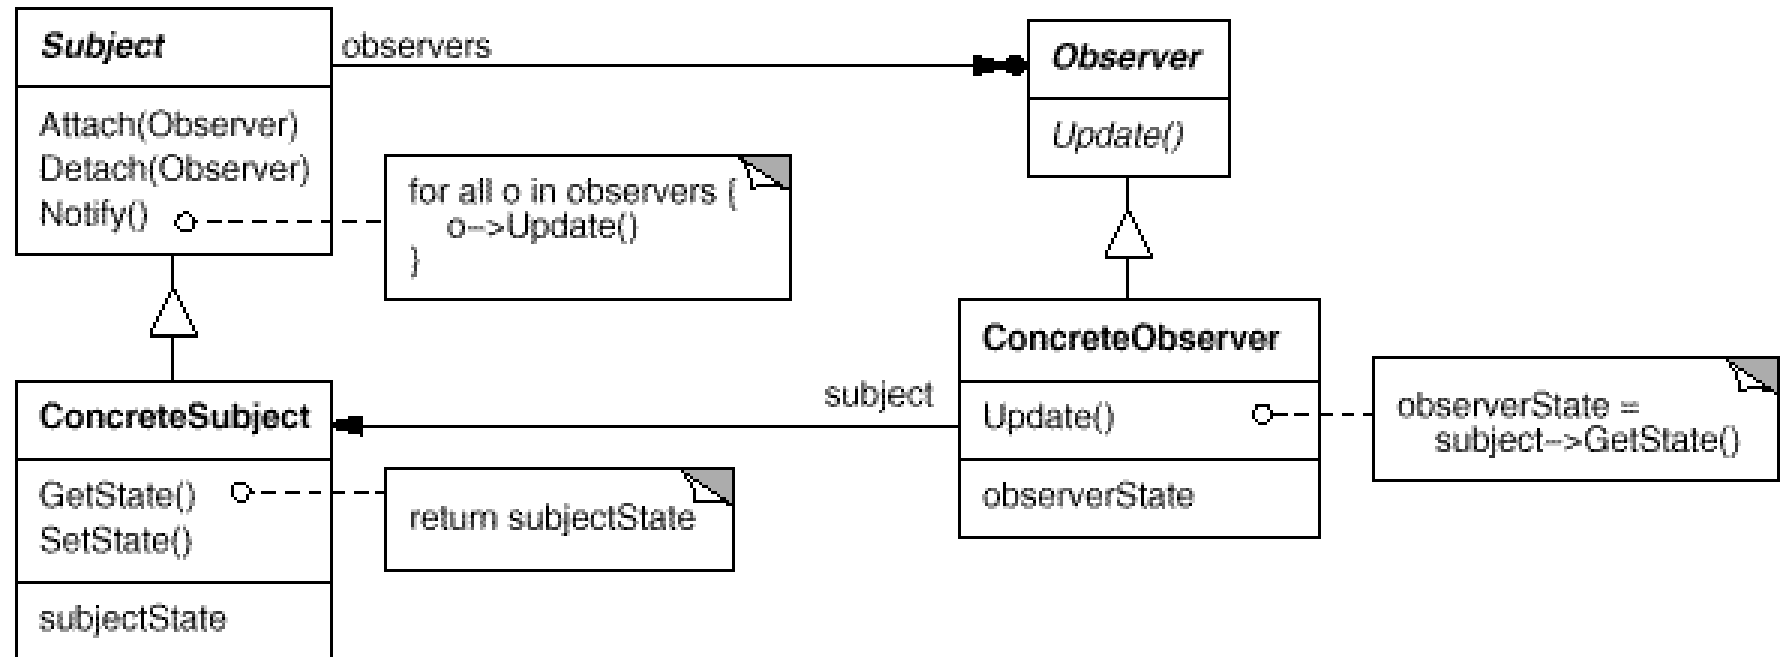 Subject
Attach(Observer)
Detach(Observer)
Notify()
observers
for all o in observers {
o->Update()
}
Observer
Update()
ConcreteSubject
GetState()
SetState()
subjectState
return subjectState
subject
ConcreteObserver
Update()
observerState
observerState =
subject->GetState()